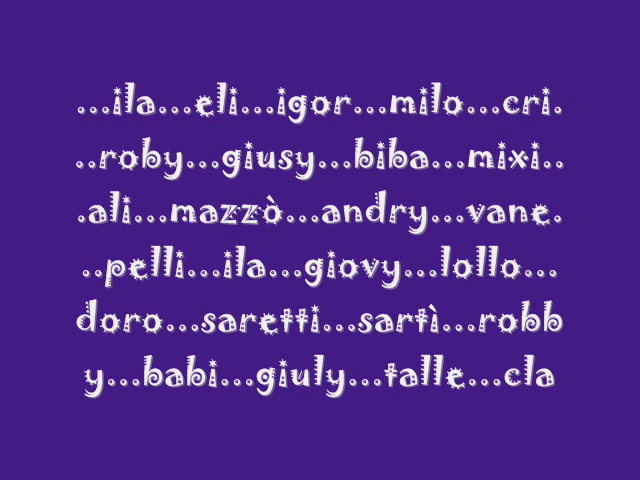 ...ila...eli...igor...milo...cri.
..roby...giusy...biba...mixi..
.ali...mazzò...andry...vane.
..pelli...ila...giovy...lollo...
doro...saretti...sartì...robb
y...babi...giuly...talle...cla